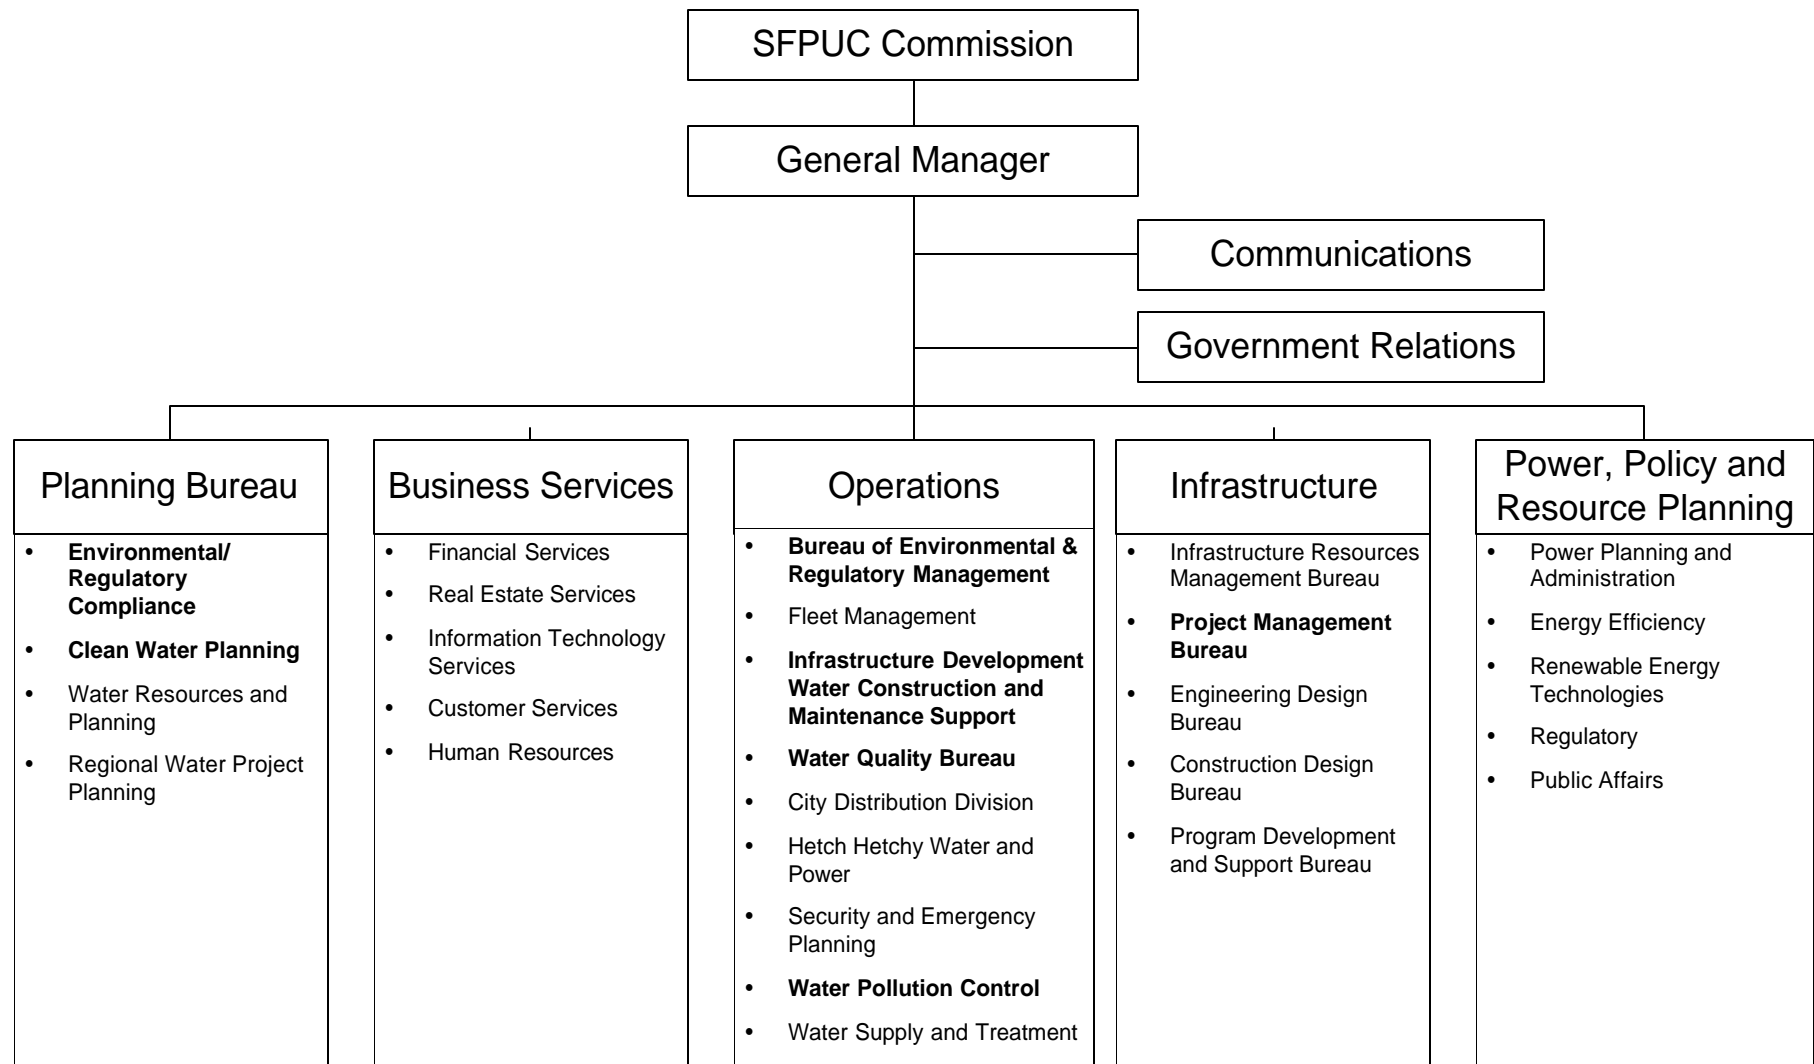 SFPUC Commission
General Manager
Communications
Government Relations
Planning Bureau
• Environmental/
Regulatory
Compliance
• Clean Water Planning
• Water Resources and
Planning
• Regional Water Project
Planning
Business Services
• Financial Services
• Real Estate Services
• Information Technology
Services
• Customer Services
• Human Resources
Operations
• Bureau of Environmental &
Regulatory Management
• Fleet Management
• Infrastructure Development
Water Construction and
Maintenance Support
• Water Quality Bureau
• City Distribution Division
• Hetch Hetchy Water and
Power
• Security and Emergency
Planning
• Water Pollution Control
• Water Supply and Treatment
Infrastructure
• Infrastructure Resources
Management Bureau
• Project Management
Bureau
• Engineering Design
Bureau
• Construction Design
Bureau
• Program Development
and Support Bureau
Power, Policy and
Resource Planning
• Power Planning and
Administration
• Energy Efficiency
• Renewable Energy
Technologies
• Regulatory
• Public Affairs